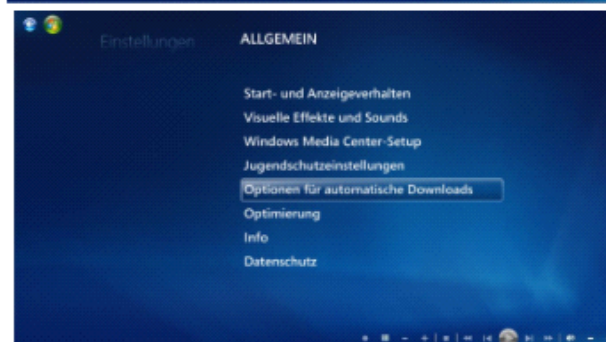 Einstellungen
ALLGEMEIN
Start- und Anzeigeverhalten
Visuelle Effekte und Sounds
Windows Media Center-Setup
Jugendschutzeinstellungen
Optionen für automatische Downloads
Optimierung
Info
Datenschutz